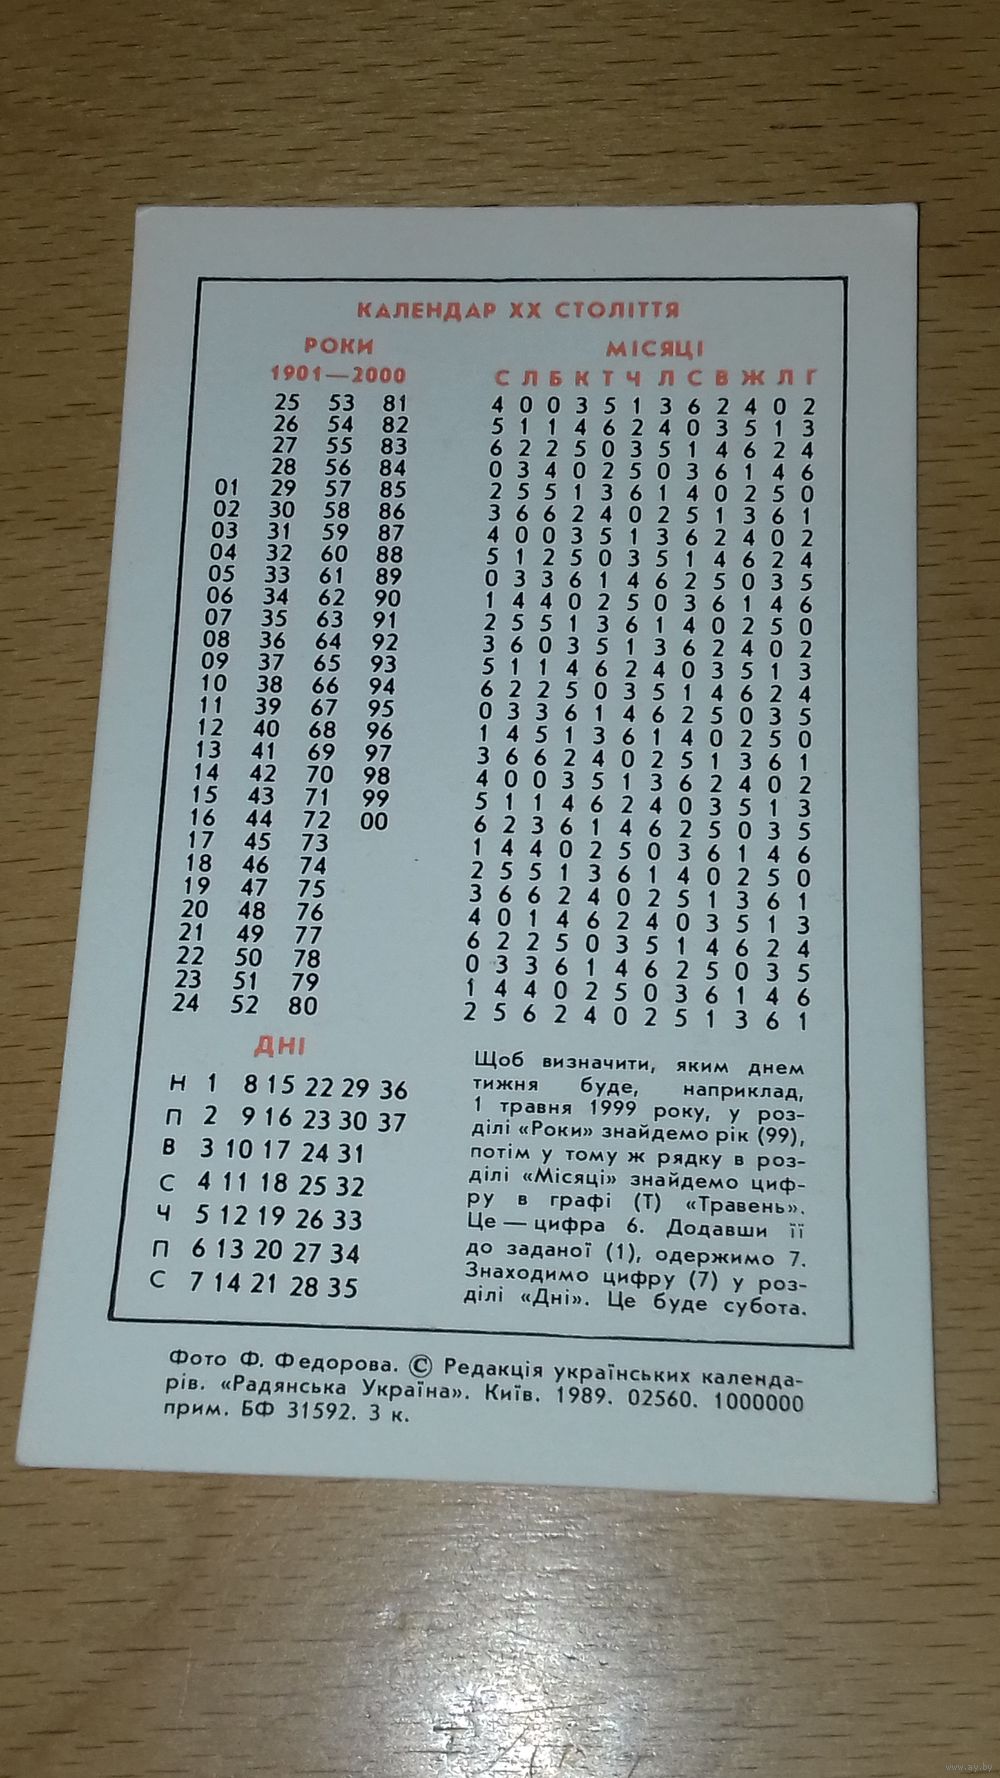 КАЛЕНДАР XX СТОЛІТТЯ
РОКИ МІСЯЦІ
1901—2000 С Л Б К Т Ч Л С В Ж Л Г
25 53 81 4 0 0 3 5 1 3 6 2 4 0 2
26 54 82 5 1 1 4 6 2 4 0 3 5 1 3
27 55 83 6 2 2 5 0 3 5 1 4 6 2 4
28 56 84 0 3 4 0 2 5 0 3 6 1 4 6
01 29 57 85 2 5 5 1 3 6 1 4 0 2 5 0
02 30 58 86 3 6 6 2 4 0 2 5 1 3 6 1
03 31 59 87 4 0 0 3 5 1 3 6 2 4 0 2
04 32 60 88 5 1 2 5 0 3 5 1 4 6 2 4
05 33 61 89 0 3 3 6 1 4 6 2 5 0 3 5
06 34 62 90 1 4 4 0 2 5 0 3 6 1 4 6
07 35 63 91 2 5 5 1 3 6 1 4 0 2 5 0
08 36 64 92 3 6 0 3 5 1 3 6 2 4 0 2
09 37 65 93 5 1 1 4 6 2 4 0 3 5 1 3
10 38 66 94 6 2 2 5 0 3 5 1 4 6 2 4
11 39 67 95 0 3 3 6 1 4 6 2 5 0 3 5
12 40 68 96 1 4 5 1 3 6 1 4 0 2 5 0
13 41 69 97 3 6 6 2 4 0 2 5 1 3 6 1
14 42 70 98 4 0 0 3 5 1 3 6 2 4 0 2
15 43 71 99 5 1 1 4 6 2 4 0 3 5 1 3
16 44 72 00 6 2 3 6 1 4 6 2 5 0 3 5
17 45 73 1 4 4 0 2 5 0 3 6 1 4 6
18 46 74 2 5 5 1 3 6 1 4 0 2 5 0
19 47 75 3 6 6 2 4 0 2 5 1 3 6 1
20 48 76 4 0 1 4 6 2 4 0 3 5 1 3
21 49 77 6 2 2 5 0 3 5 1 4 6 2 4
22 50 78 0 3 3 6 1 4 6 2 5 0 3 5
23 51 79 1 4 4 0 2 5 0 3 6 1 4 6
24 52 80 2 5 6 2 4 0 2 5 1 3 6 1
ДНІ
Н 1 8 15 22 29 36
П 2 9 16 23 30 37
В 3 10 17 24 31
С 4 11 18 25 32
Ч 5 12 19 26 33
П 6 13 20 27 34
С 7 14 21 28 35
Щоб визначити, яким днем
тижня буде, наприклад,
1 травня 1999 року, у роз-
ділі «Роки» знайдемо рік (99),
потім у тому ж рядку в роз-
ділі «Місяці» знайдемо циф-
ру в графі (Т) «Травень».
Це — цифра 6. Додавши її
до заданої (1), одержимо 7.
Знаходимо цифру (7) у роз-
ділі «Дні». Це буде субота.
Фото Ф. Федорова. © Редакція українських календа-
рів. «Радянська Україна». Київ. 1989. 02560. 1000000
прим. БФ 31592. 3 к.
www.ay.by